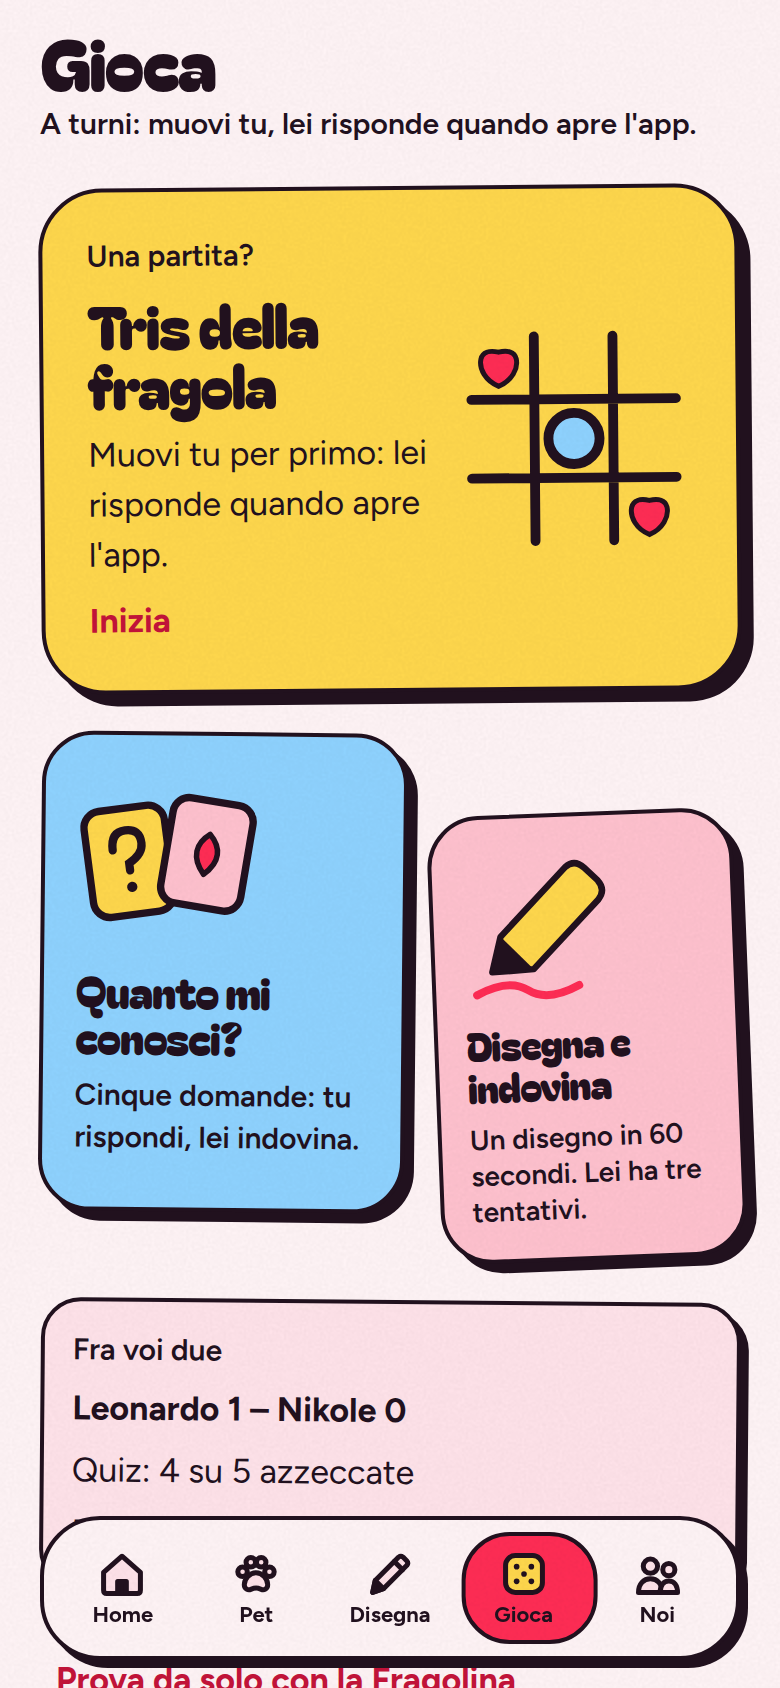 Gioca
A turni: muovi tu, lei risponde quando apre l'app.
Una partita?
Tris della
fragola
Muovi tu per primo: lei
risponde quando apre
l'app.
Inizia
?
Quanto mi
conosci?
Cinque domande: tu
rispondi, lei indovina.
Disegna e
indovina
Un disegno in 60
secondi. Lei ha tre
tentativi.
Fra voi due
Leonardo 1 – Nikole 0
Quiz: 4 su 5 azzeccate
Home
Pet
Disegna
Gioca
Noi
Prova da solo con la Fragolina